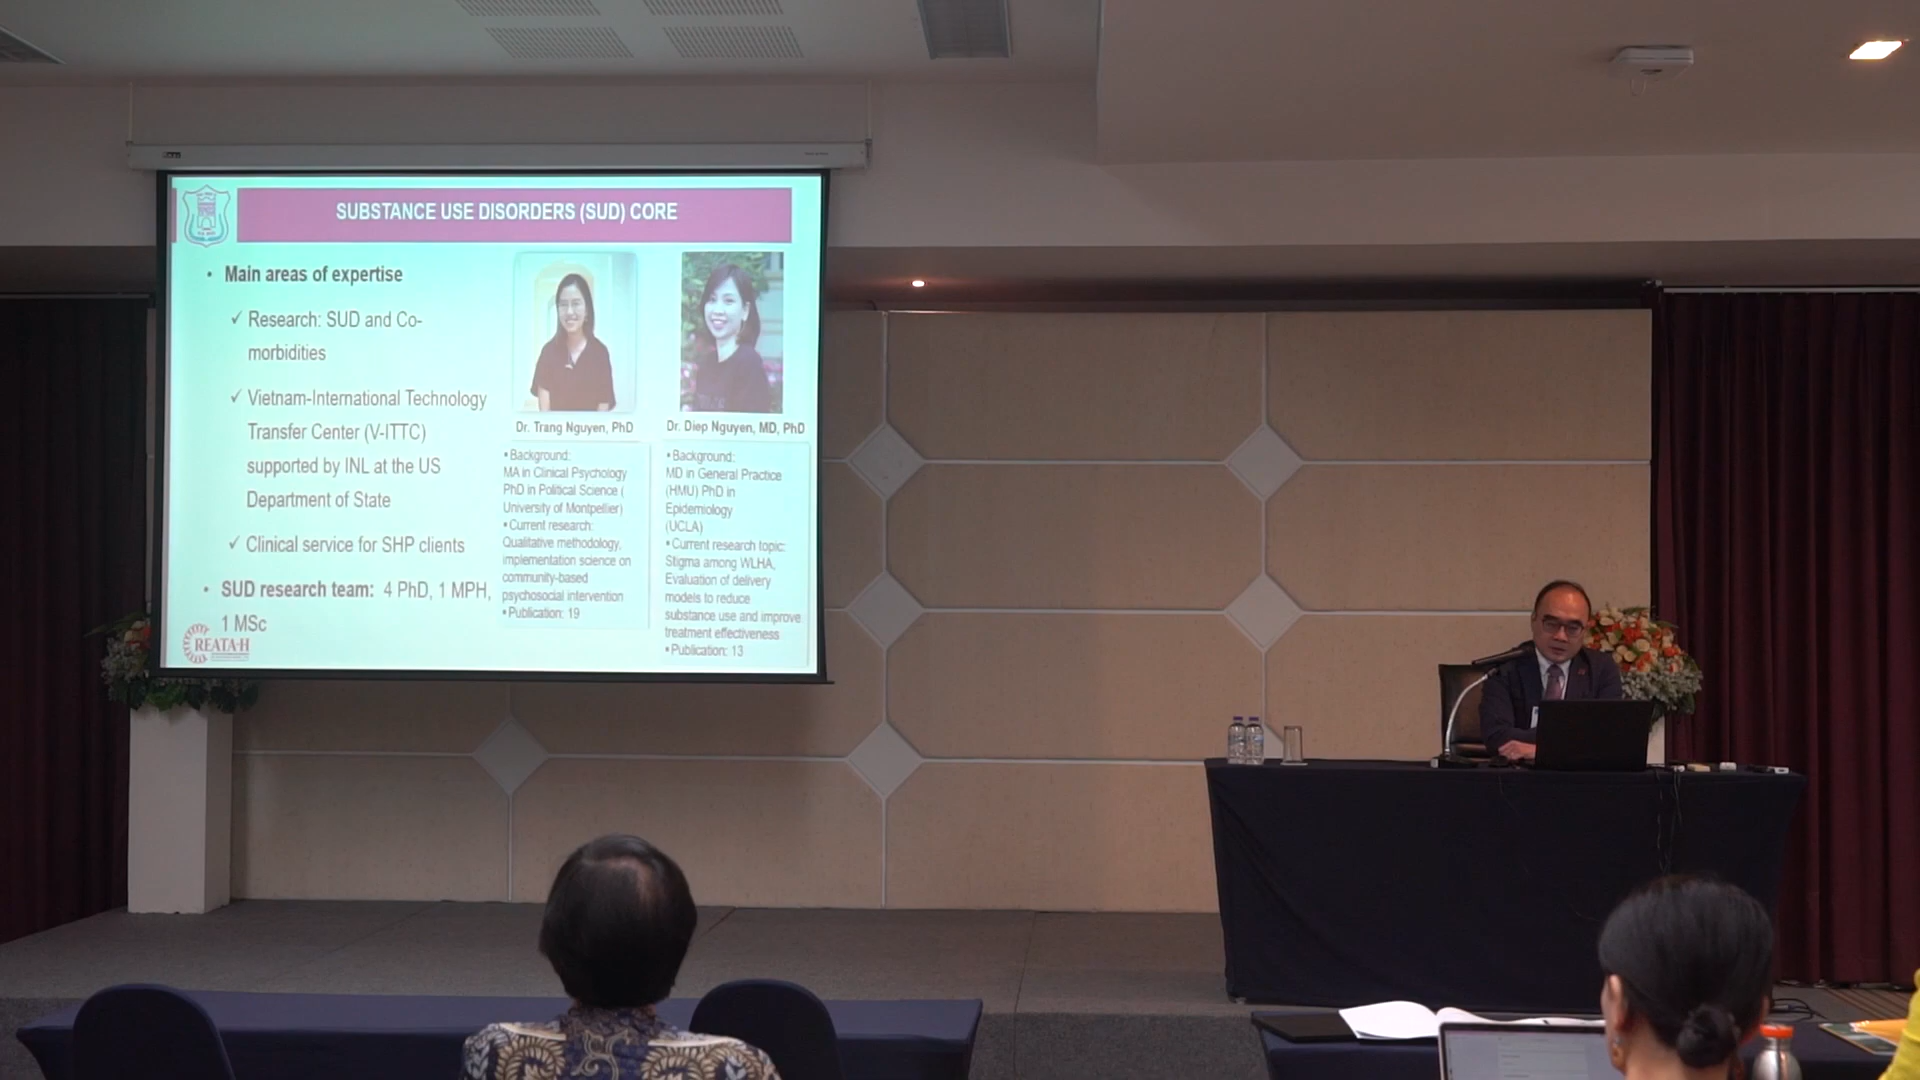 SUBSTANCE USE DISORDERS (SUD) CORE
• Main areas of expertise
✓ Research: SUD and Co-
morbidities
✓ Vietnam-International Technology
Transfer Center (V-ITTC)
supported by INL at the US
Department of State
✓ Clinical service for SHP clients
• SUD research team: 4 PhD, 1 MPH,
1 MSc
REATA-H
Dr. Trang Nguyen, PhD
• Background:
MA in Clinical Psychology
PhD in Political Science (
University of Montpellier)
• Current research:
Qualitative methodology,
implementation science on
community-based
psychosocial intervention
• Publication: 19
Dr. Diep Nguyen, MD, PhD
• Background:
MD in General Practice
(HMU) PhD in
Epidemiology
(UCLA)
• Current research topic:
Stigma among WLHA,
Evaluation of delivery
models to reduce
substance use and improve
treatment effectiveness
• Publication: 13